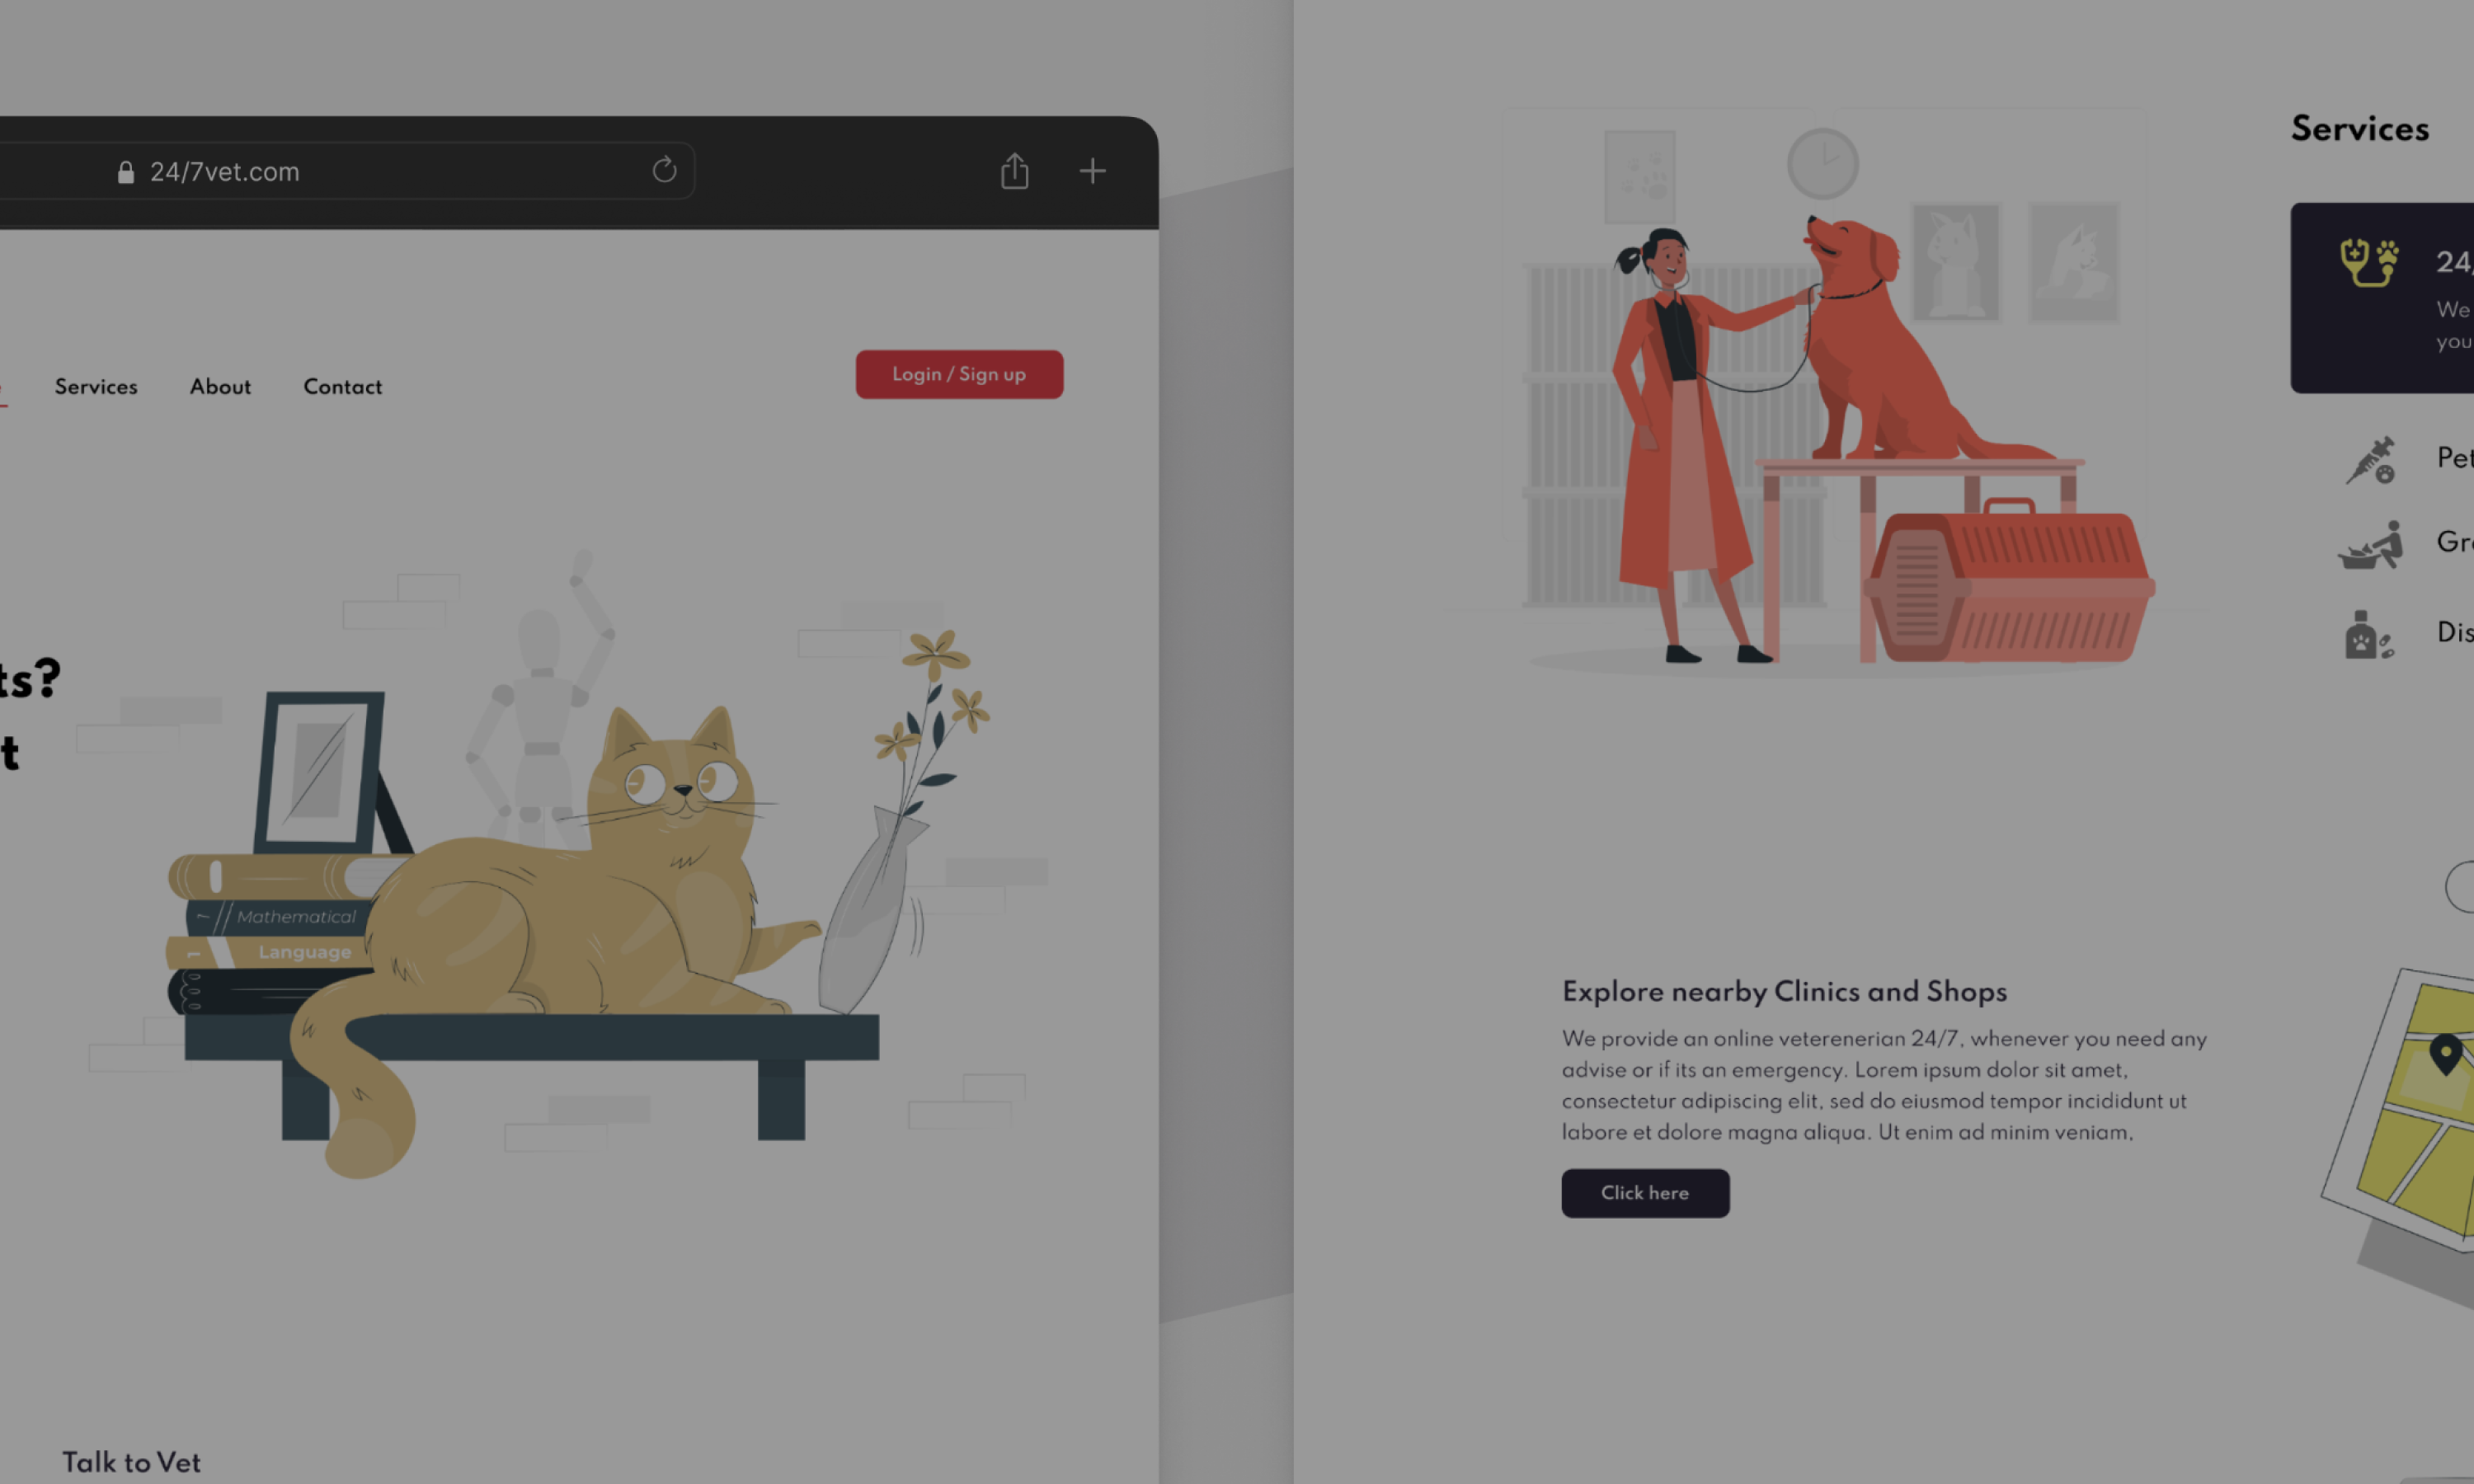 24/7vet.com
Services About Contact
Login / Sign up
ts?
t
Mathematical
Language
Talk to Vet
Services
24/
We
you
Pet
Gro
Dis
Explore nearby Clinics and Shops
We provide an online veterenerian 24/7, whenever you need any
advise or if its an emergency. Lorem ipsum dolor sit amet,
consectetur adipiscing elit, sed do eiusmod tempor incididunt ut
labore et dolore magna aliqua. Ut enim ad minim veniam,
Click here